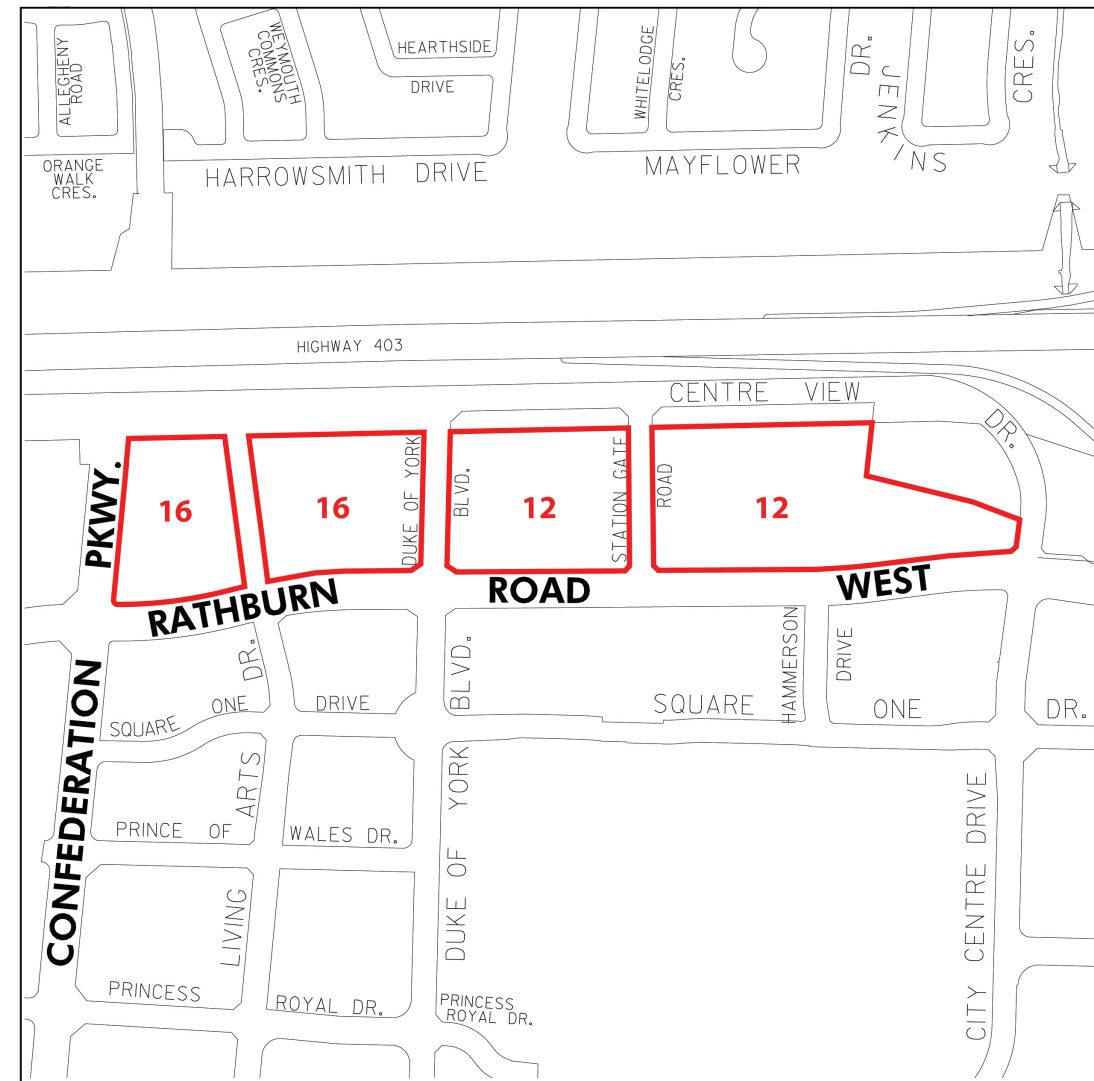 ALLEGHENY
ROAD
WEYMOUTH
COMMONS
CRES.
HEARTHSIDE
DRIVE
WHITELODGE
CRES.
DR.
JENKINS
CRES.
ORANGE
WALK
CRES.
HARROWSMITH DRIVE
MAYFLOWER
HIGHWAY 403
CENTRE VIEW
DR.
PKWY.
16
16
DUKE OF YORK
BLVD.
12
STATION GATE
ROAD
12
RATHBURN
ROAD
WEST
CONFEDERATION
DR.
BLVD.
HAMMERSON
DRIVE
SQUARE ONE
DRIVE
SQUARE
ONE
DR.
ARTS
YORK
PRINCE OF
WALES DR.
DUKE OF
CITY CENTRE DRIVE
LIVING
PRINCESS
ROYAL DR.
PRINCESS
ROYAL DR.